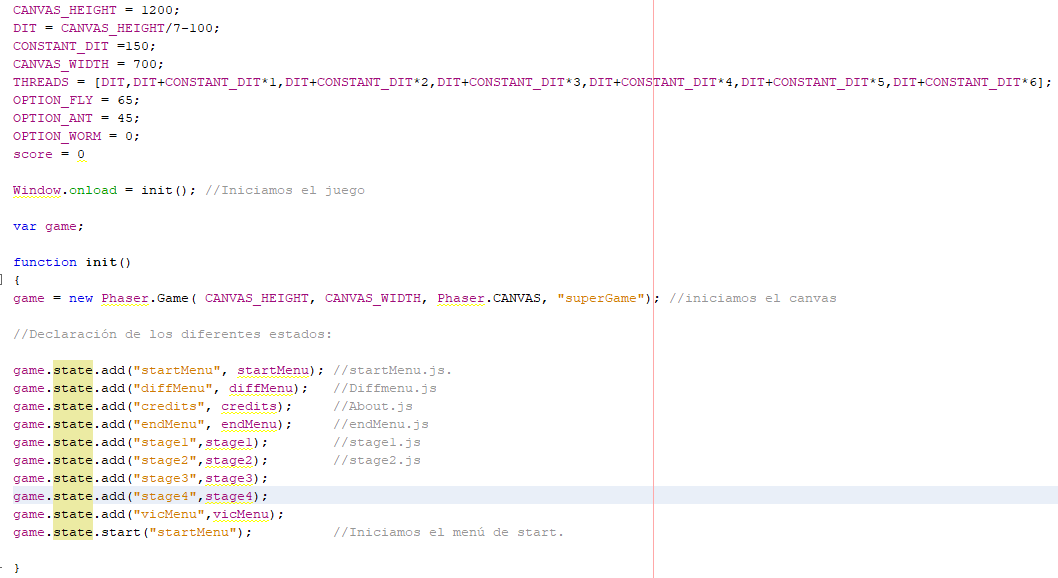 CANVAS_HEIGHT = 1200;
DIT = CANVAS_HEIGHT/7-100;
CONSTANT_DIT =150;
CANVAS_WIDTH = 700;
THREADS = [DIT,DIT+CONSTANT_DIT*1,DIT+CONSTANT_DIT*2,DIT+CONSTANT_DIT*3,DIT+CONSTANT_DIT*4,DIT+CONSTANT_DIT*5,DIT+CONSTANT_DIT*6];
OPTION_FLY = 65;
OPTION_ANT = 45;
OPTION_WORM = 0;
score = 0
Window.onload = init(); //Iniciamos el juego
var game;
function init()
{
game = new Phaser.Game( CANVAS_HEIGHT, CANVAS_WIDTH, Phaser.CANVAS, "superGame"); //iniciamos el canvas
//Declaración de los diferentes estados:
game.state.add("startMenu", startMenu); //startMenu.js.
game.state.add("diffMenu", diffMenu);   //Diffmenu.js
game.state.add("credits", credits);     //About.js
game.state.add("endMenu", endMenu);     //endMenu.js
game.state.add("stage1",stage1);        //stage1.js
game.state.add("stage2",stage2);        //stage2.js
game.state.add("stage3",stage3);
game.state.add("stage4",stage4);
game.state.add("vicMenu",vicMenu);
game.state.start("startMenu");          //Iniciamos el menú de start.
}